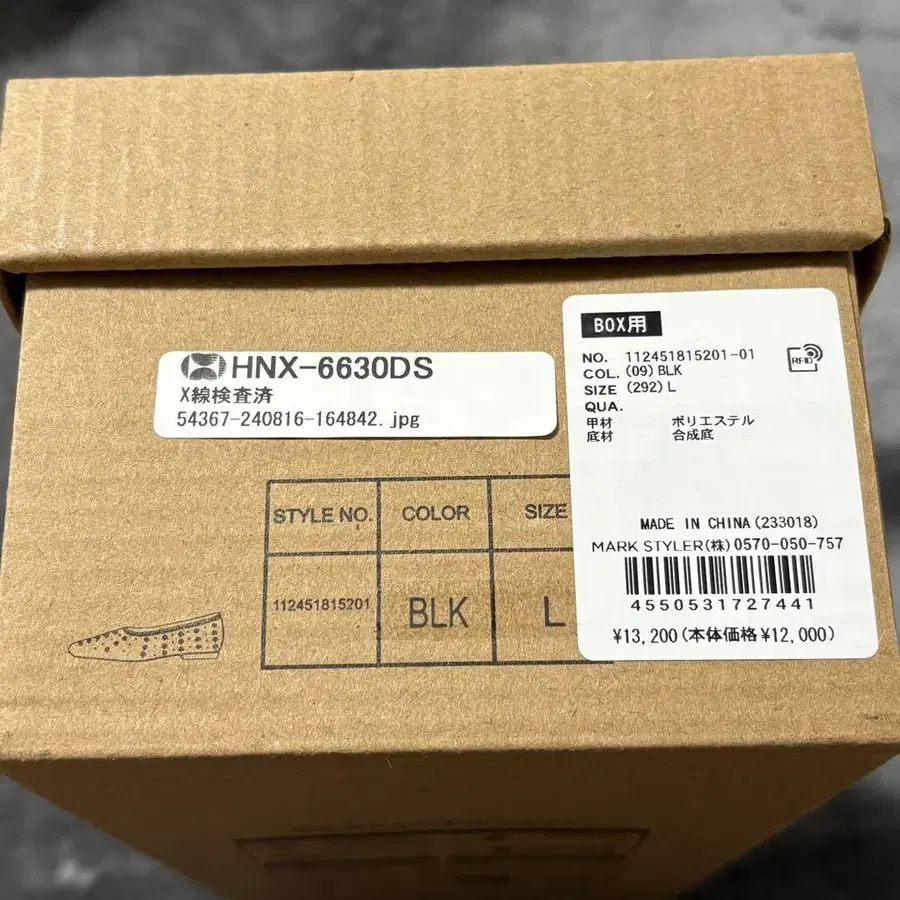 HNX-6630DS
X線検査済
54367-240816-164842.jpg
STYLE NO. COLOR SIZE
112451815201 BLK L
BOX用
NO. 112451815201-01
COL. (09) BLK
SIZE (292) L
QUA.
甲材 ポリエステル
底材 合成底
RFID
MADE IN CHINA (233018)
MARK STYLER(株) 0570-050-757
4550531727441
¥13,200(本体価格¥12,000)